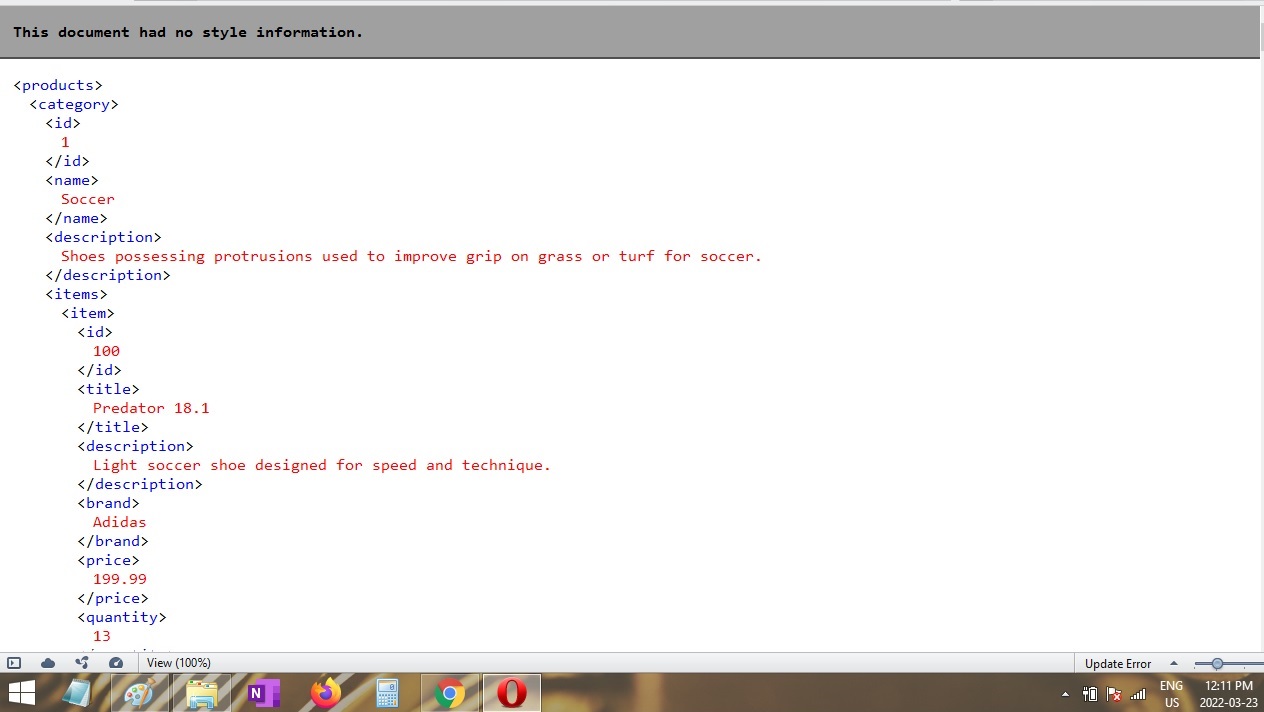 This document had no style information.
<products>
<category>
<id>
1
</id>
<name>
Soccer
</name>
<description>
Shoes possessing protrusions used to improve grip on grass or turf for soccer.
</description>
<items>
<item>
<id>
100
</id>
<title>
Predator 18.1
</title>
<description>
Light soccer shoe designed for speed and technique.
</description>
<brand>
Adidas
</brand>
<price>
199.99
</price>
<quantity>
13
View (100%)
Update Error
N
ENG
US
12:11 PM
2022-03-23